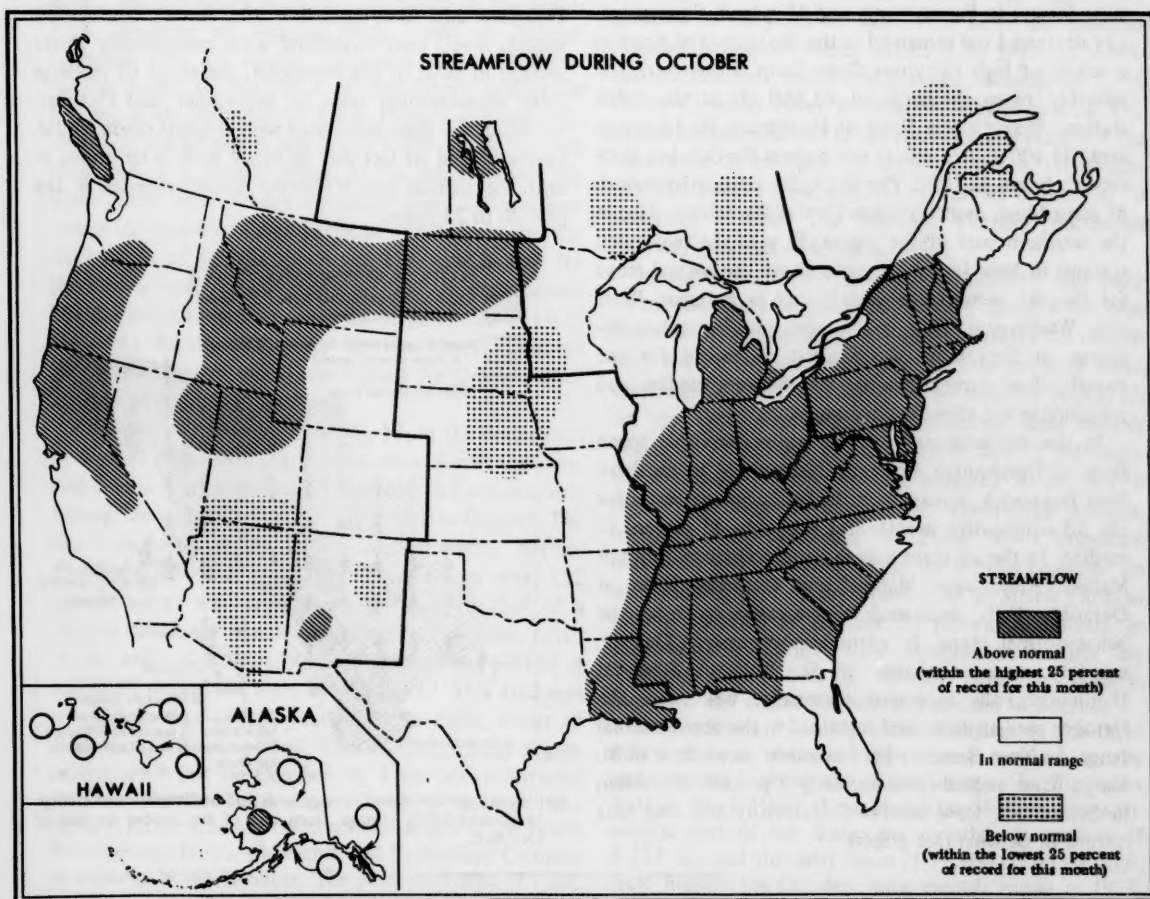 STREAMFLOW DURING OCTOBER
STREAMFLOW
Above normal
(within the highest 25 percent
of record for this month)
In normal range
Below normal
(within the lowest 25 percent
of record for this month)
ALASKA
HAWAII